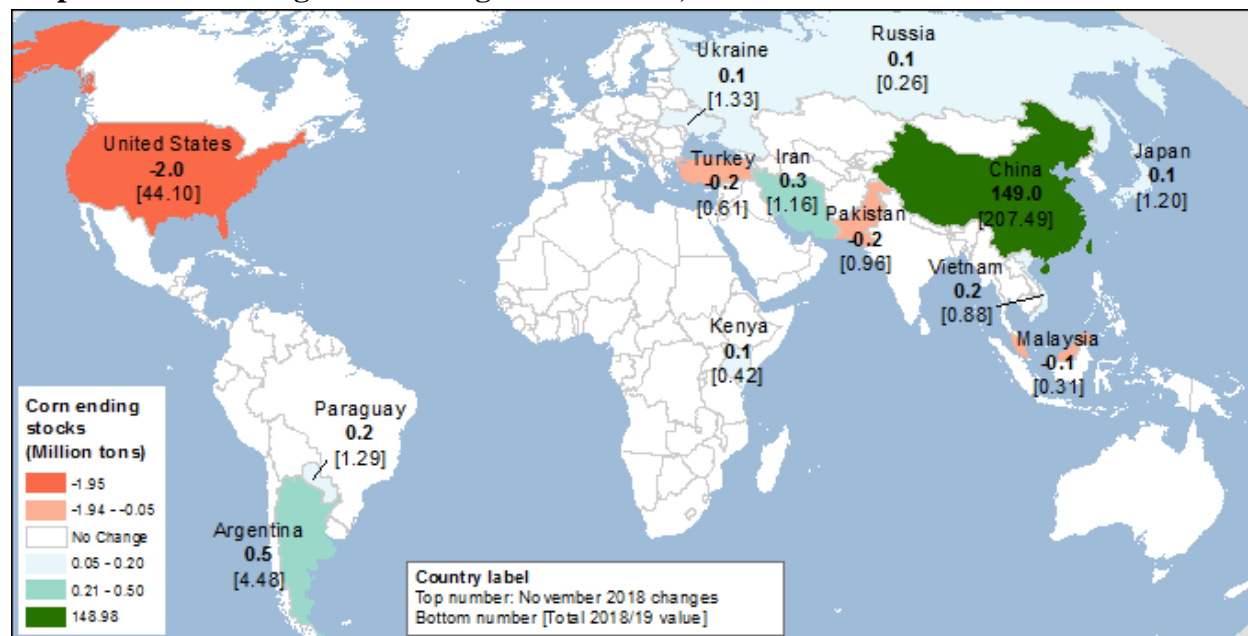 Ukraine
0.1
[1.33]
Russia
0.1
[0.26]
United States
-2.0
[44.10]
Turkey
-0.2
[0.61]
Iran
0.3
[1.16]
China
149.0
[207.49]
Japan
0.1
[1.20]
Pakistan
-0.2
[0.96]
Vietnam
0.2
[0.88]
Kenya
0.1
[0.42]
Malaysia
-0.1
[0.31]
Paraguay
0.2
[1.29]
Argentina
0.5
[4.48]
Corn ending
stocks
(Million tons)
-1.95
-1.94 - -0.05
No Change
0.05 - 0.20
0.21 - 0.50
148.98
Country label
Top number: November 2018 changes
Bottom number [Total 2018/19 value]